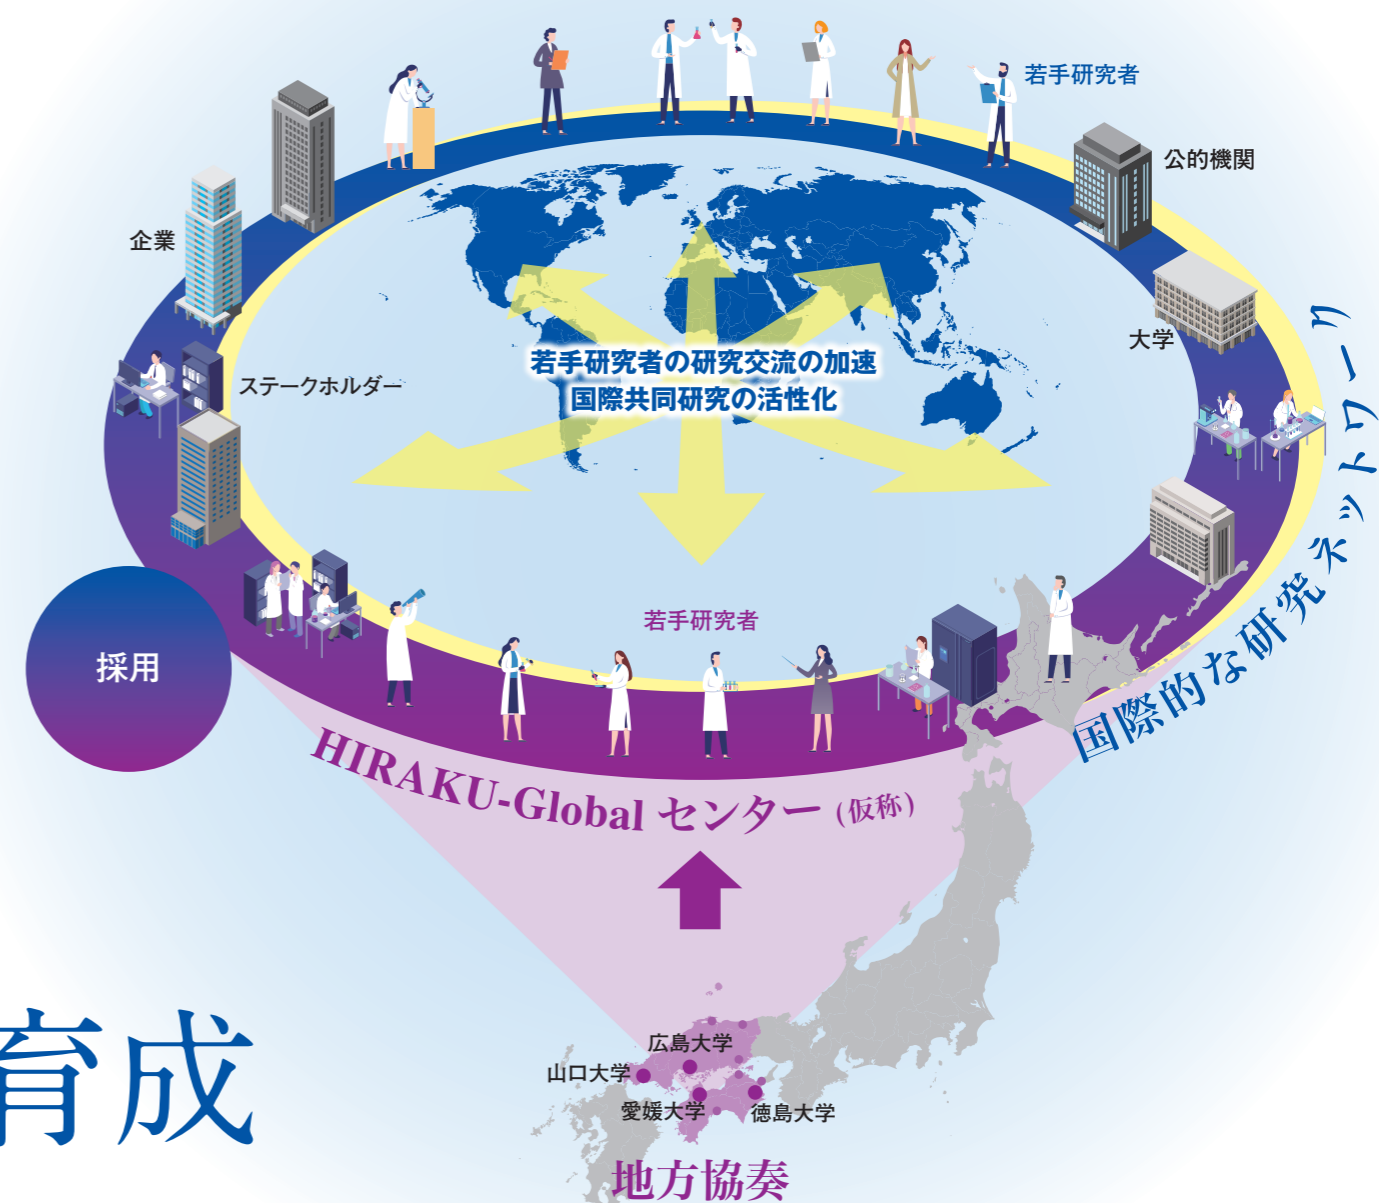 若手研究者
公的機関
企業
大学
若手研究者の研究交流の加速
国際共同研究の活性化
ステークホルダー
国際的な研究ネットワーク
若手研究者
採用
HIRAKU-Global センター (仮称)
育成
広島大学
山口大学
愛媛大学
徳島大学
地方協奏